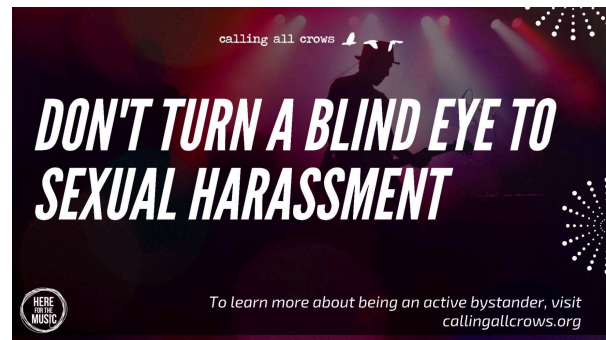 calling all crows
DON'T TURN A BLIND EYE TO
SEXUAL HARASSMENT
HERE
FOR THE
MUSIC
To learn more about being an active bystander, visit
callingallcrows.org